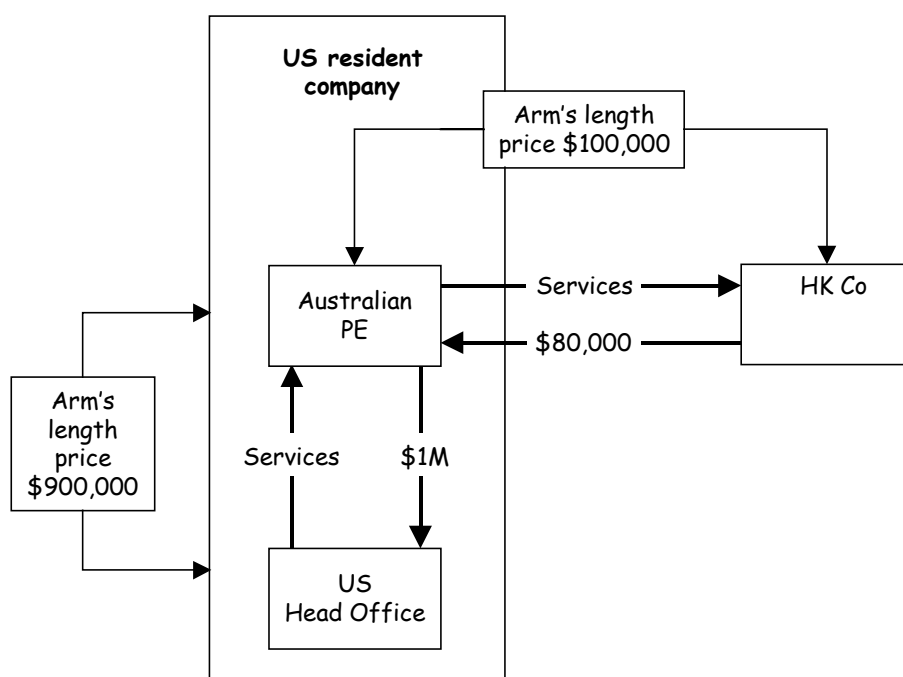 US resident
company
Arm's length
price $100,000
Australian
PE
Services
HK Co
$80,000
Arm's
length
price
$900,000
Services
$1M
US
Head Office